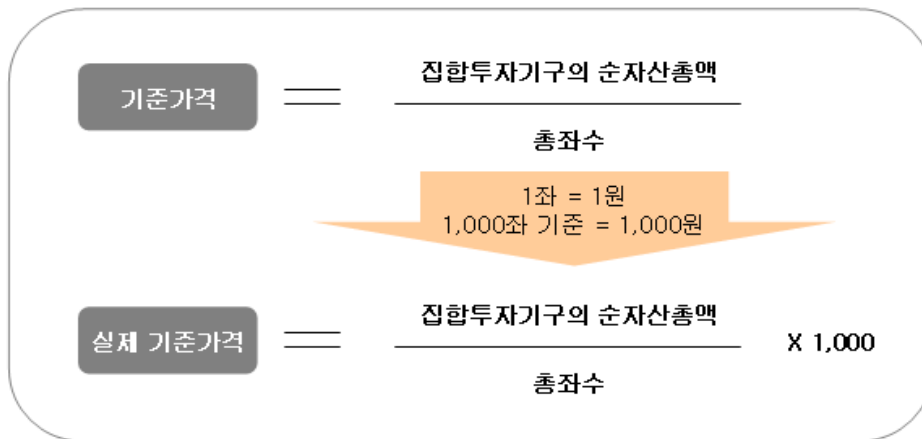 집합투자기구의 순자산총액
기준가격
총좌수
1좌 = 1원
1,000좌 기준 = 1,000원
집합투자기구의 순자산총액
실제 기준가격
X 1,000
총좌수